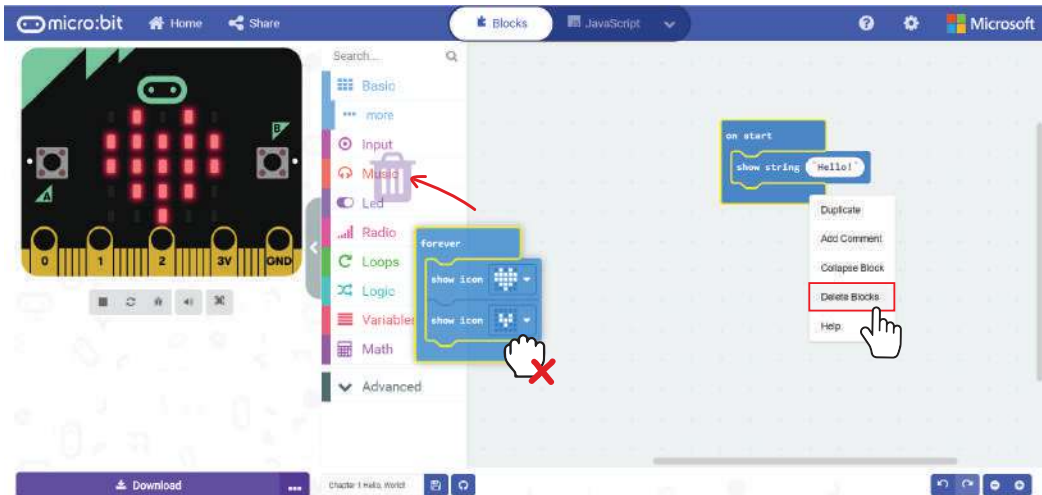 micro:bit Home Share Blocks JavaScript Microsoft
Search...
Basic
more
Input
Music
Led
Radio
Loops
Logic
Variables
Math
Advanced
B
A
0 1 2 3V GND
forever
show icon
show icon
on start
show string "Hello!"
Duplicate
Add Comment
Collapse Block
Delete Blocks
Help
Download
Chapter 1 Hello, World!